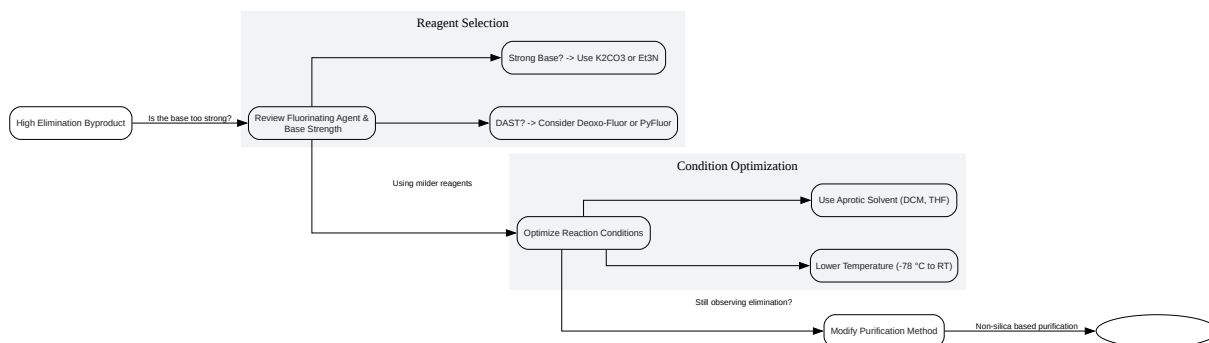 Reagent Selection
Strong Base? -> Use K2CO3 or Et3N
High Elimination Byproduct
Is the base too strong?
Review Fluorinating Agent &
Base Strength
DAST? -> Consider Deoxo-Fluor or PyFluor
Using milder reagents
Condition Optimization
Use Aprotic Solvent (DCM, THF)
Optimize Reaction Conditions
Lower Temperature (-78 °C to RT)
Still observing elimination?
Modify Purification Method
Non-silica based purification